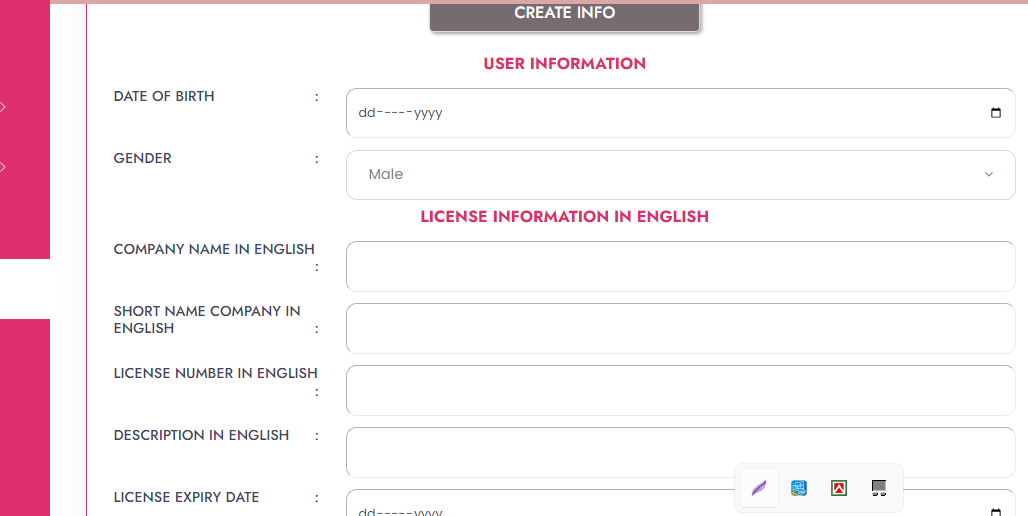 CREATE INFO
USER INFORMATION
DATE OF BIRTH :
dd----yyyy
GENDER :
Male
LICENSE INFORMATION IN ENGLISH
COMPANY NAME IN ENGLISH
:
SHORT NAME COMPANY IN
ENGLISH :
LICENSE NUMBER IN ENGLISH
:
DESCRIPTION IN ENGLISH :
LICENSE EXPIRY DATE :
dd----yyyy